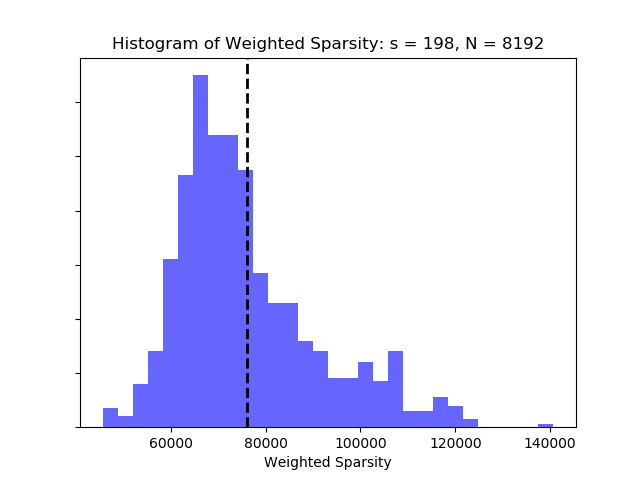 Histogram of Weighted Sparsity: s = 198, N = 8192
60000 80000 100000 120000 140000
Weighted Sparsity